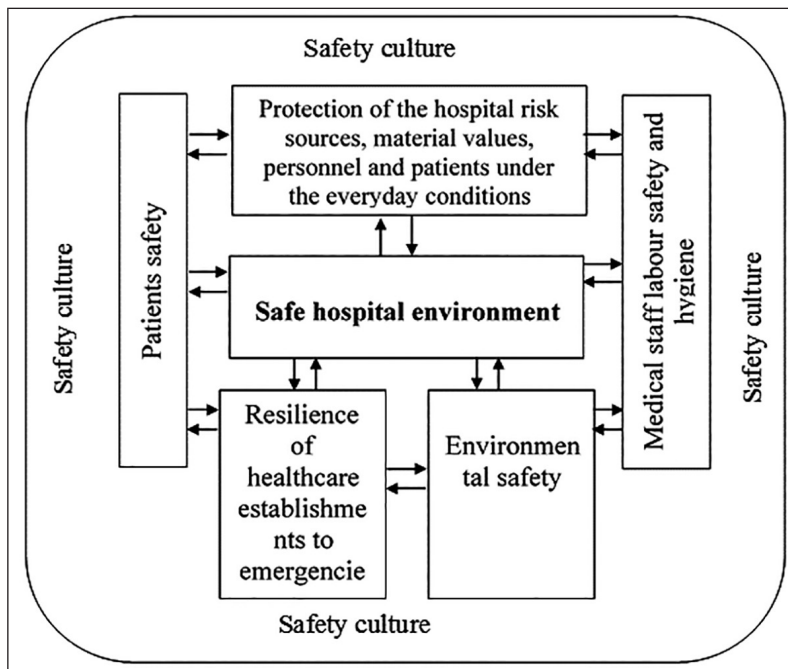 Safety culture
Protection of the hospital risk
sources, material values,
personnel and patients under
the everyday conditions
Safety culture
Patients safety
Safe hospital environment
Medical staff labour safety and
hygiene
Safety culture
Resilience
of
healthcare
establishme
nts to
emergencie
Environmen
tal safety
Safety culture